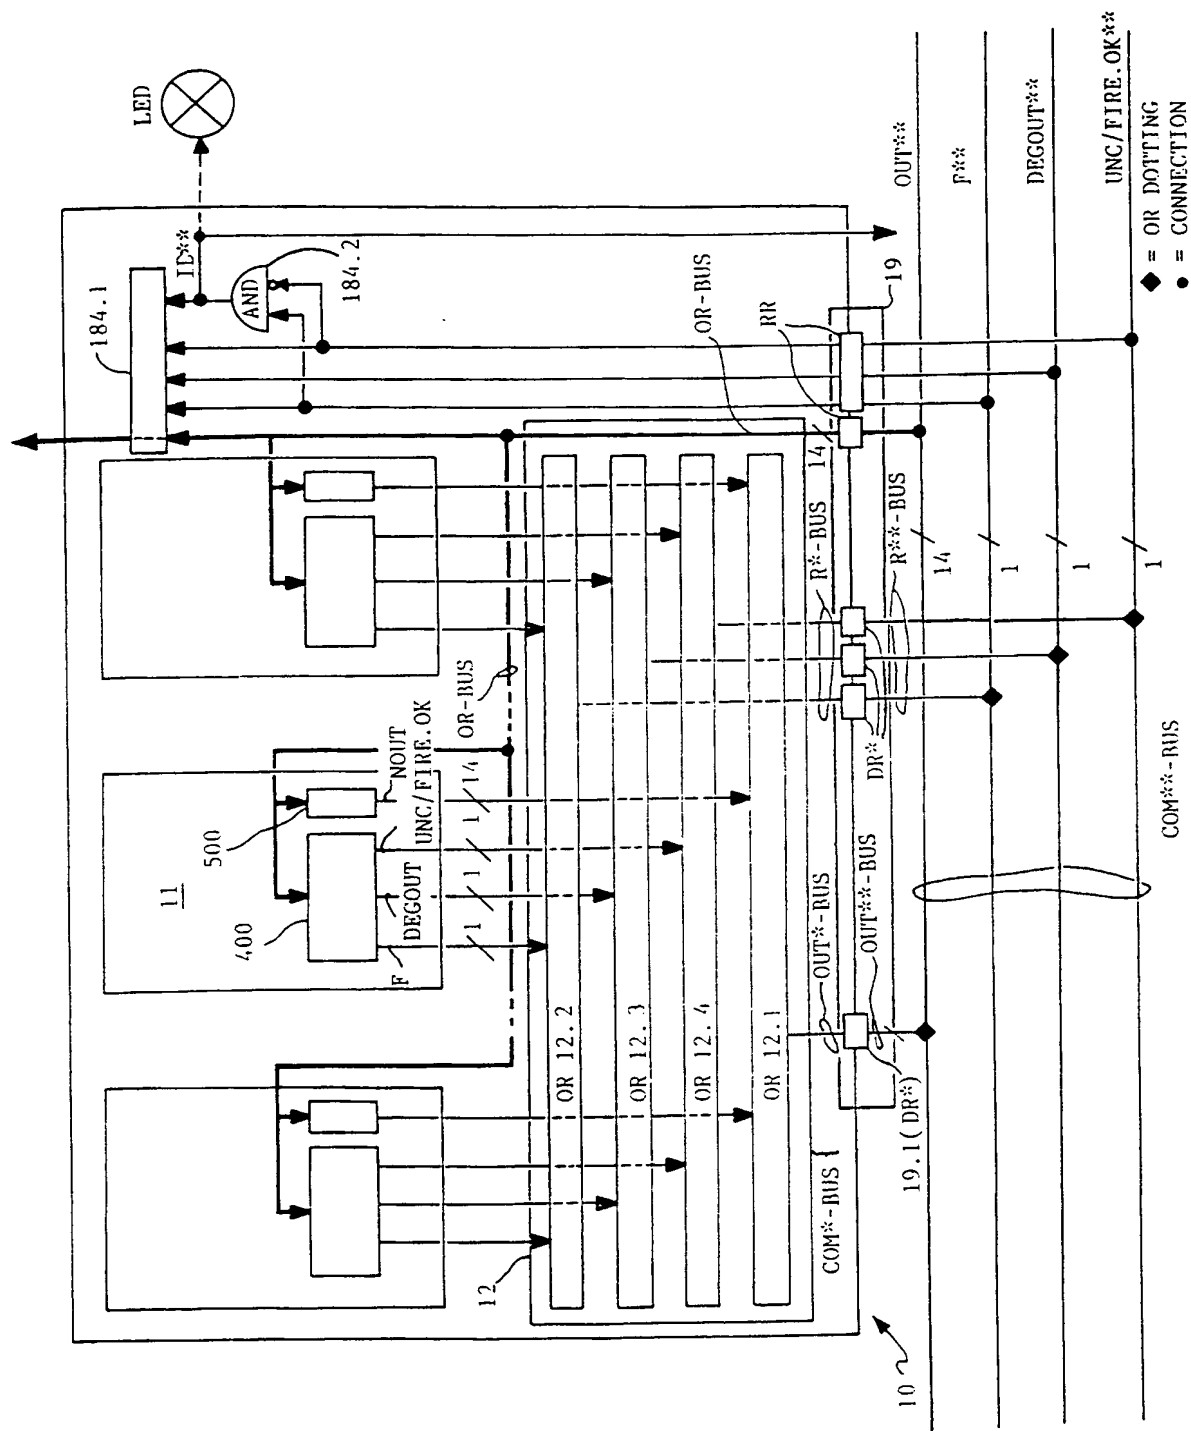 LED
184.1
ID**
AND
184.2
OR-BUS
RR
19
OUT**
F**
DEGOUT**
UNC/FIRE.OK**
◆ = OR DOTTING
● = CONNECTION
14
R*-BUS
R**-BUS
14
1
1
1
DR*
COM**-BUS
OR-BUS
11
500
400
NOUT
UNC/FIRE.OK
DEGOUT
F
14
1
1
1
OR 12.2
OR 12.3
OR 12.4
OR 12.1
OUT*-BUS
OUT**-BUS
12
COM*-BUS {
19.1(DR*)
10